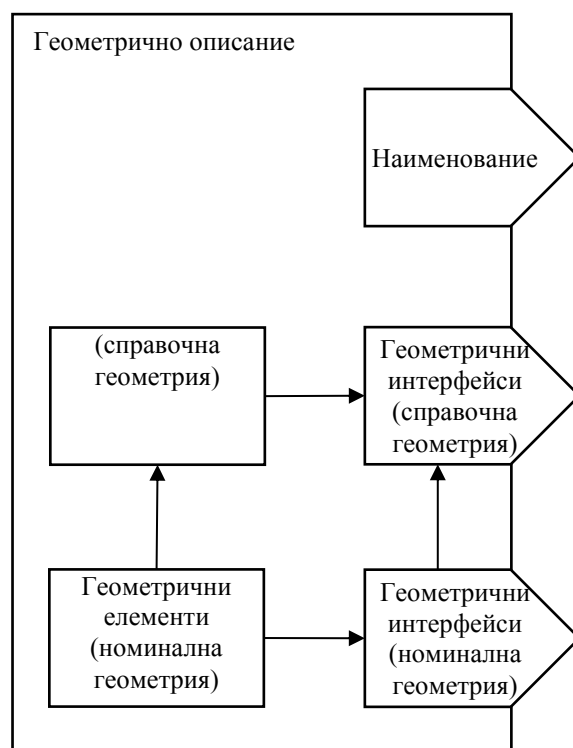 Геометрично описание
Наименование
(справочна
геометрия)
Геометрични
интерфейси
(справочна
геометрия)
Геометрични
елементи
(номинална
геометрия)
Геометрични
интерфейси
(номинална
геометрия)